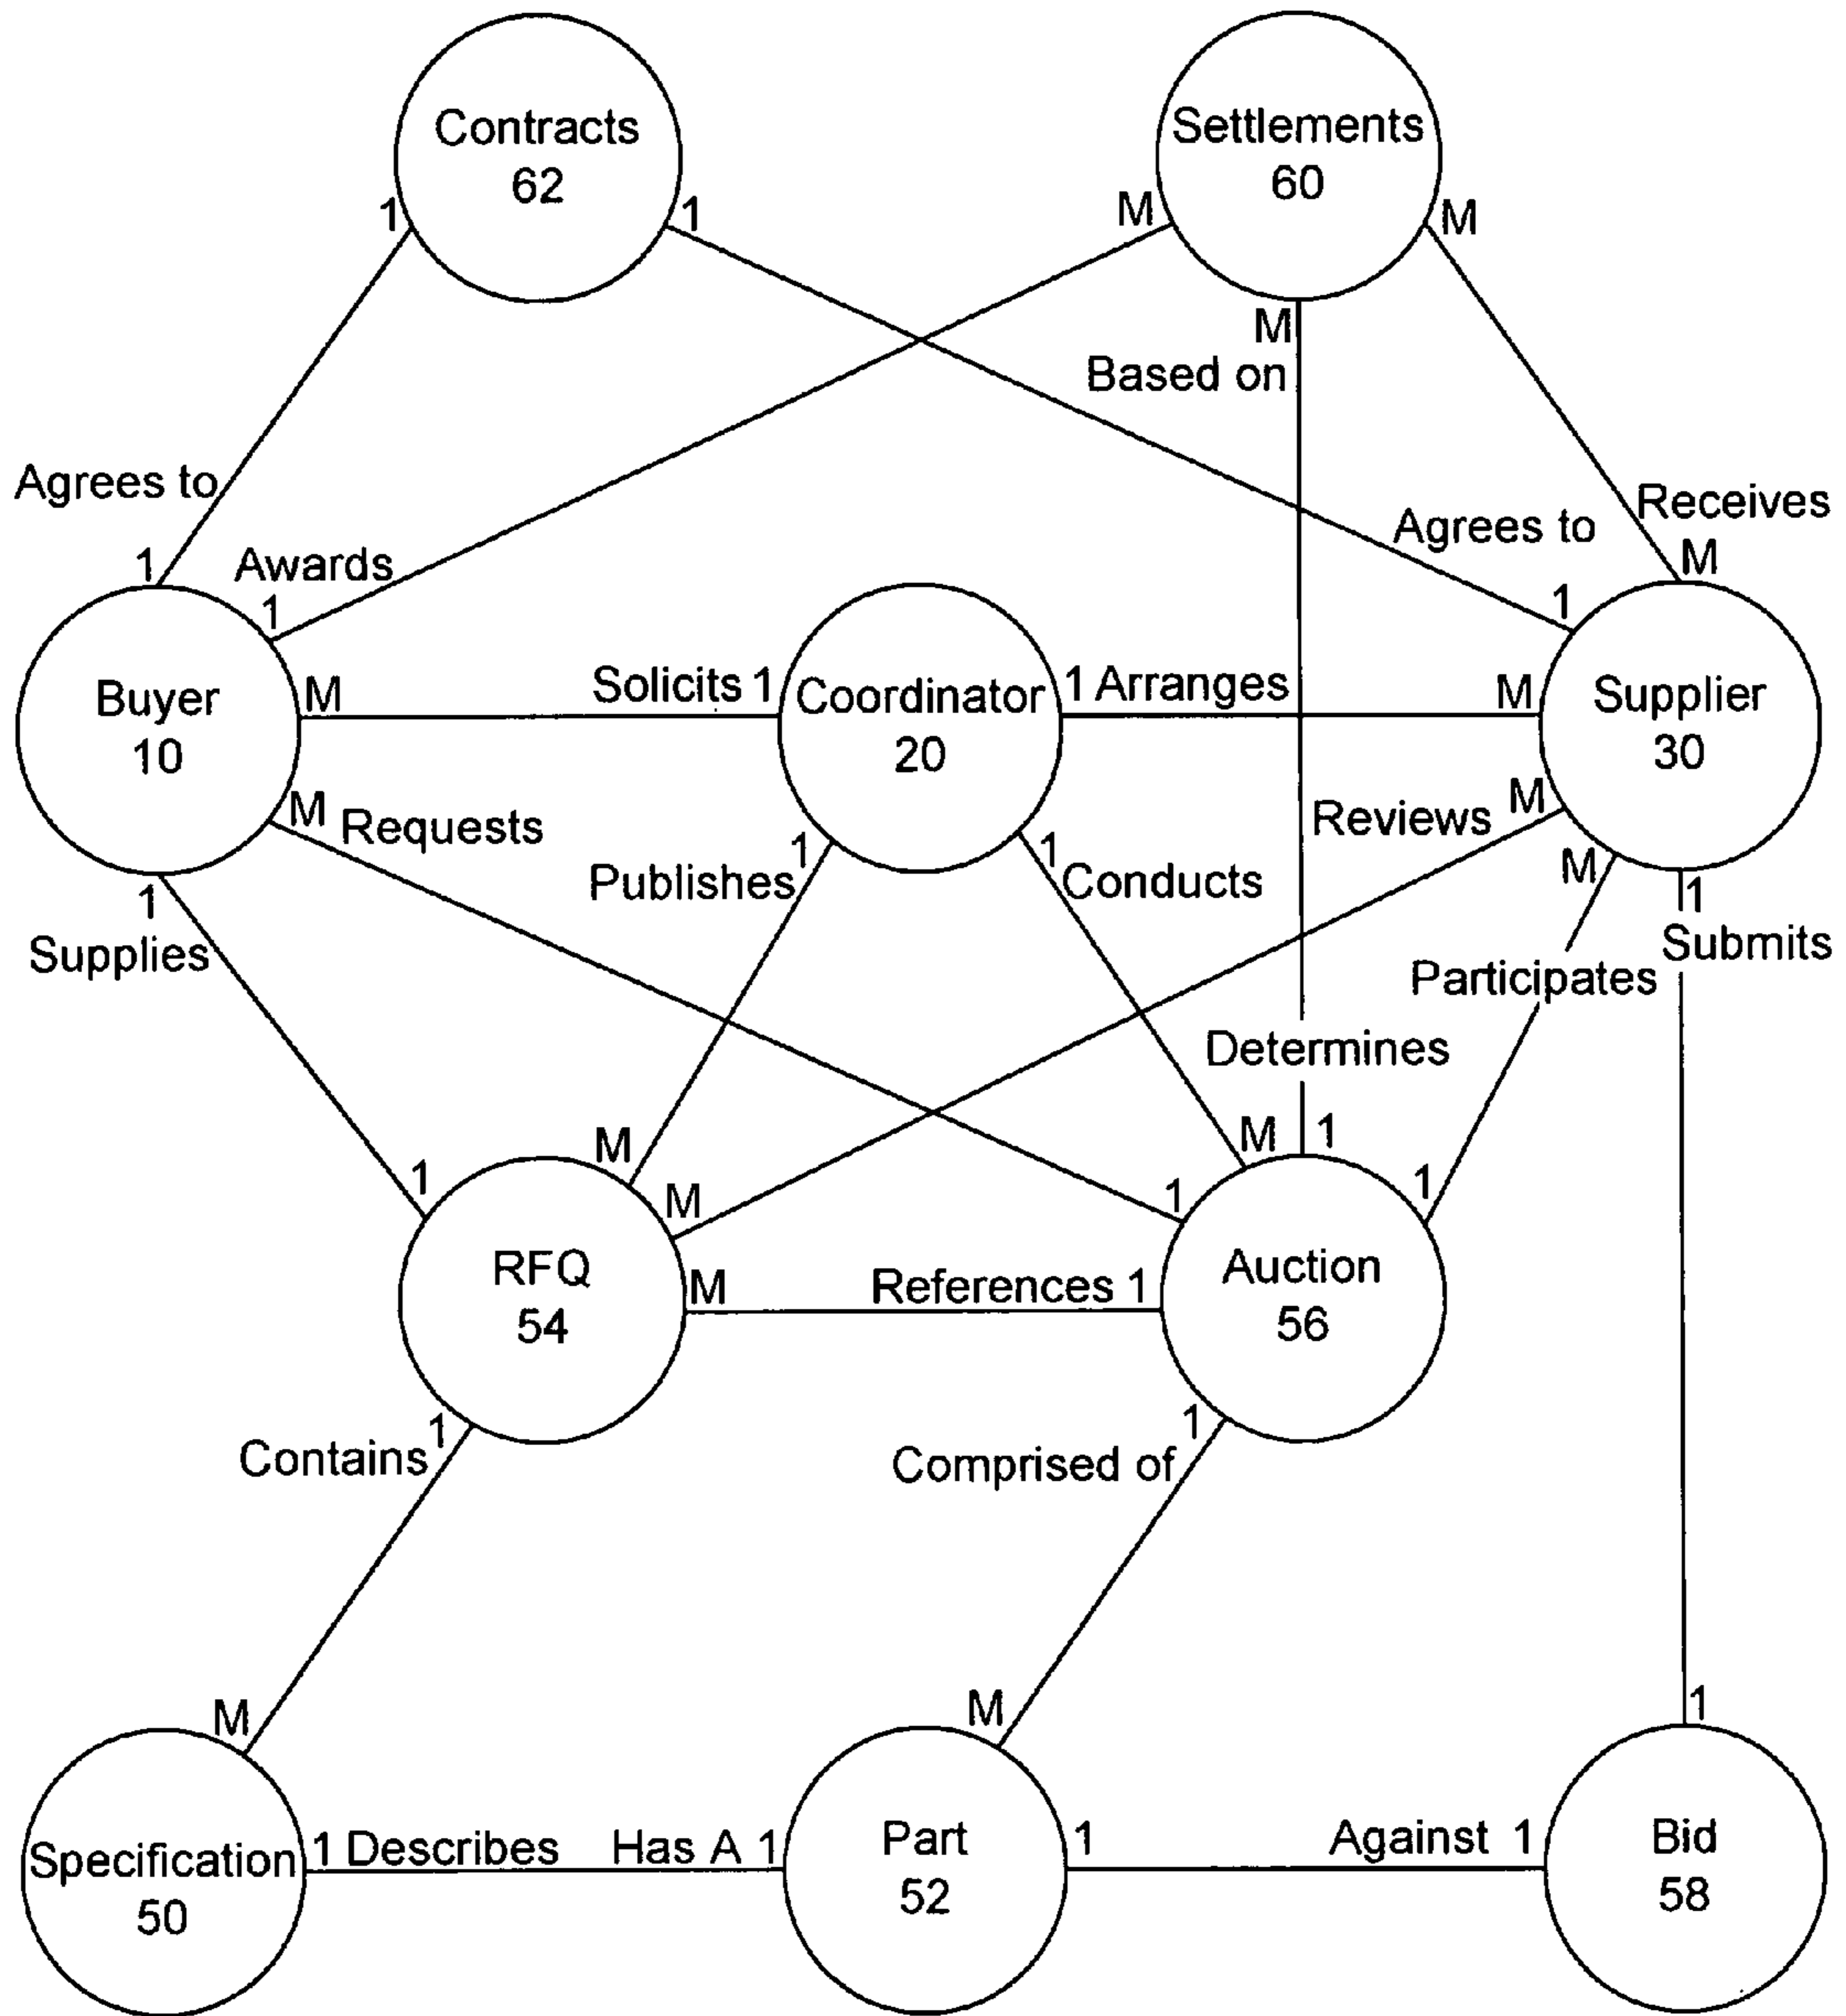 Contracts
62
Settlements
60
1
1
M
M
M
Based on
Agrees to
Receives
Agrees to
1
Awards
M
1
1
Buyer
10
M
Solicits 1
Coordinator
20
1 Arranges
M
Supplier
30
M Requests
Reviews M
1
Publishes
1
Conducts
M
1
Supplies
1
Submits
Participates
Determines
M
M
1
1
M
1
1
RFQ
54
M
References 1
Auction
56
1
Contains
1
Comprised of
M
M
1
Specification
50
1 Describes
Has A 1
Part
52
1
Against 1
Bid
58